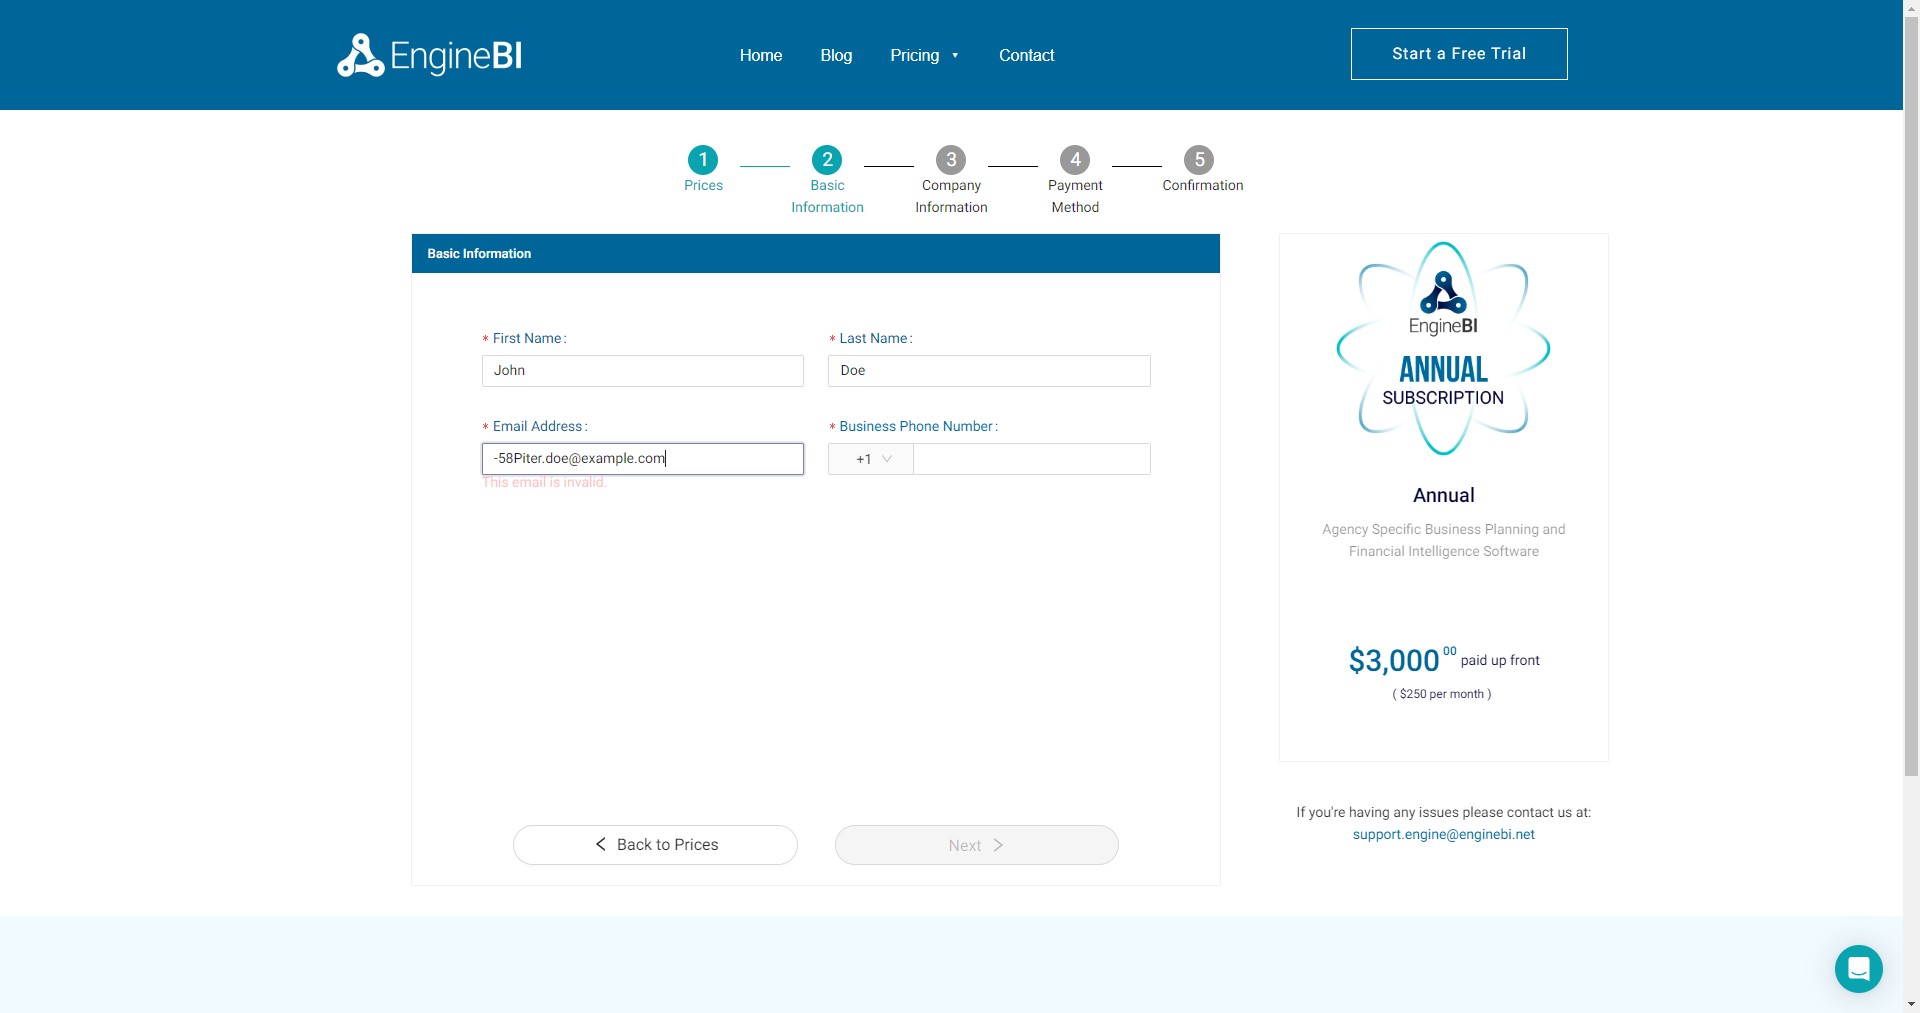 EngineBI
Home Blog Pricing Contact
Start a Free Trial
1 2 3 4 5
Prices Basic Information Company Information Payment Method Confirmation
Basic Information
* First Name :
John
* Last Name :
Doe
* Email Address :
-58Piter.doe@example.com
This email is invalid.
* Business Phone Number :
+1
Back to Prices
Next
EngineBI
ANNUAL
SUBSCRIPTION
Annual
Agency Specific Business Planning and
Financial Intelligence Software
$3,000 00 paid up front
( $250 per month )
If you're having any issues please contact us at:
support.engine@enginebi.net